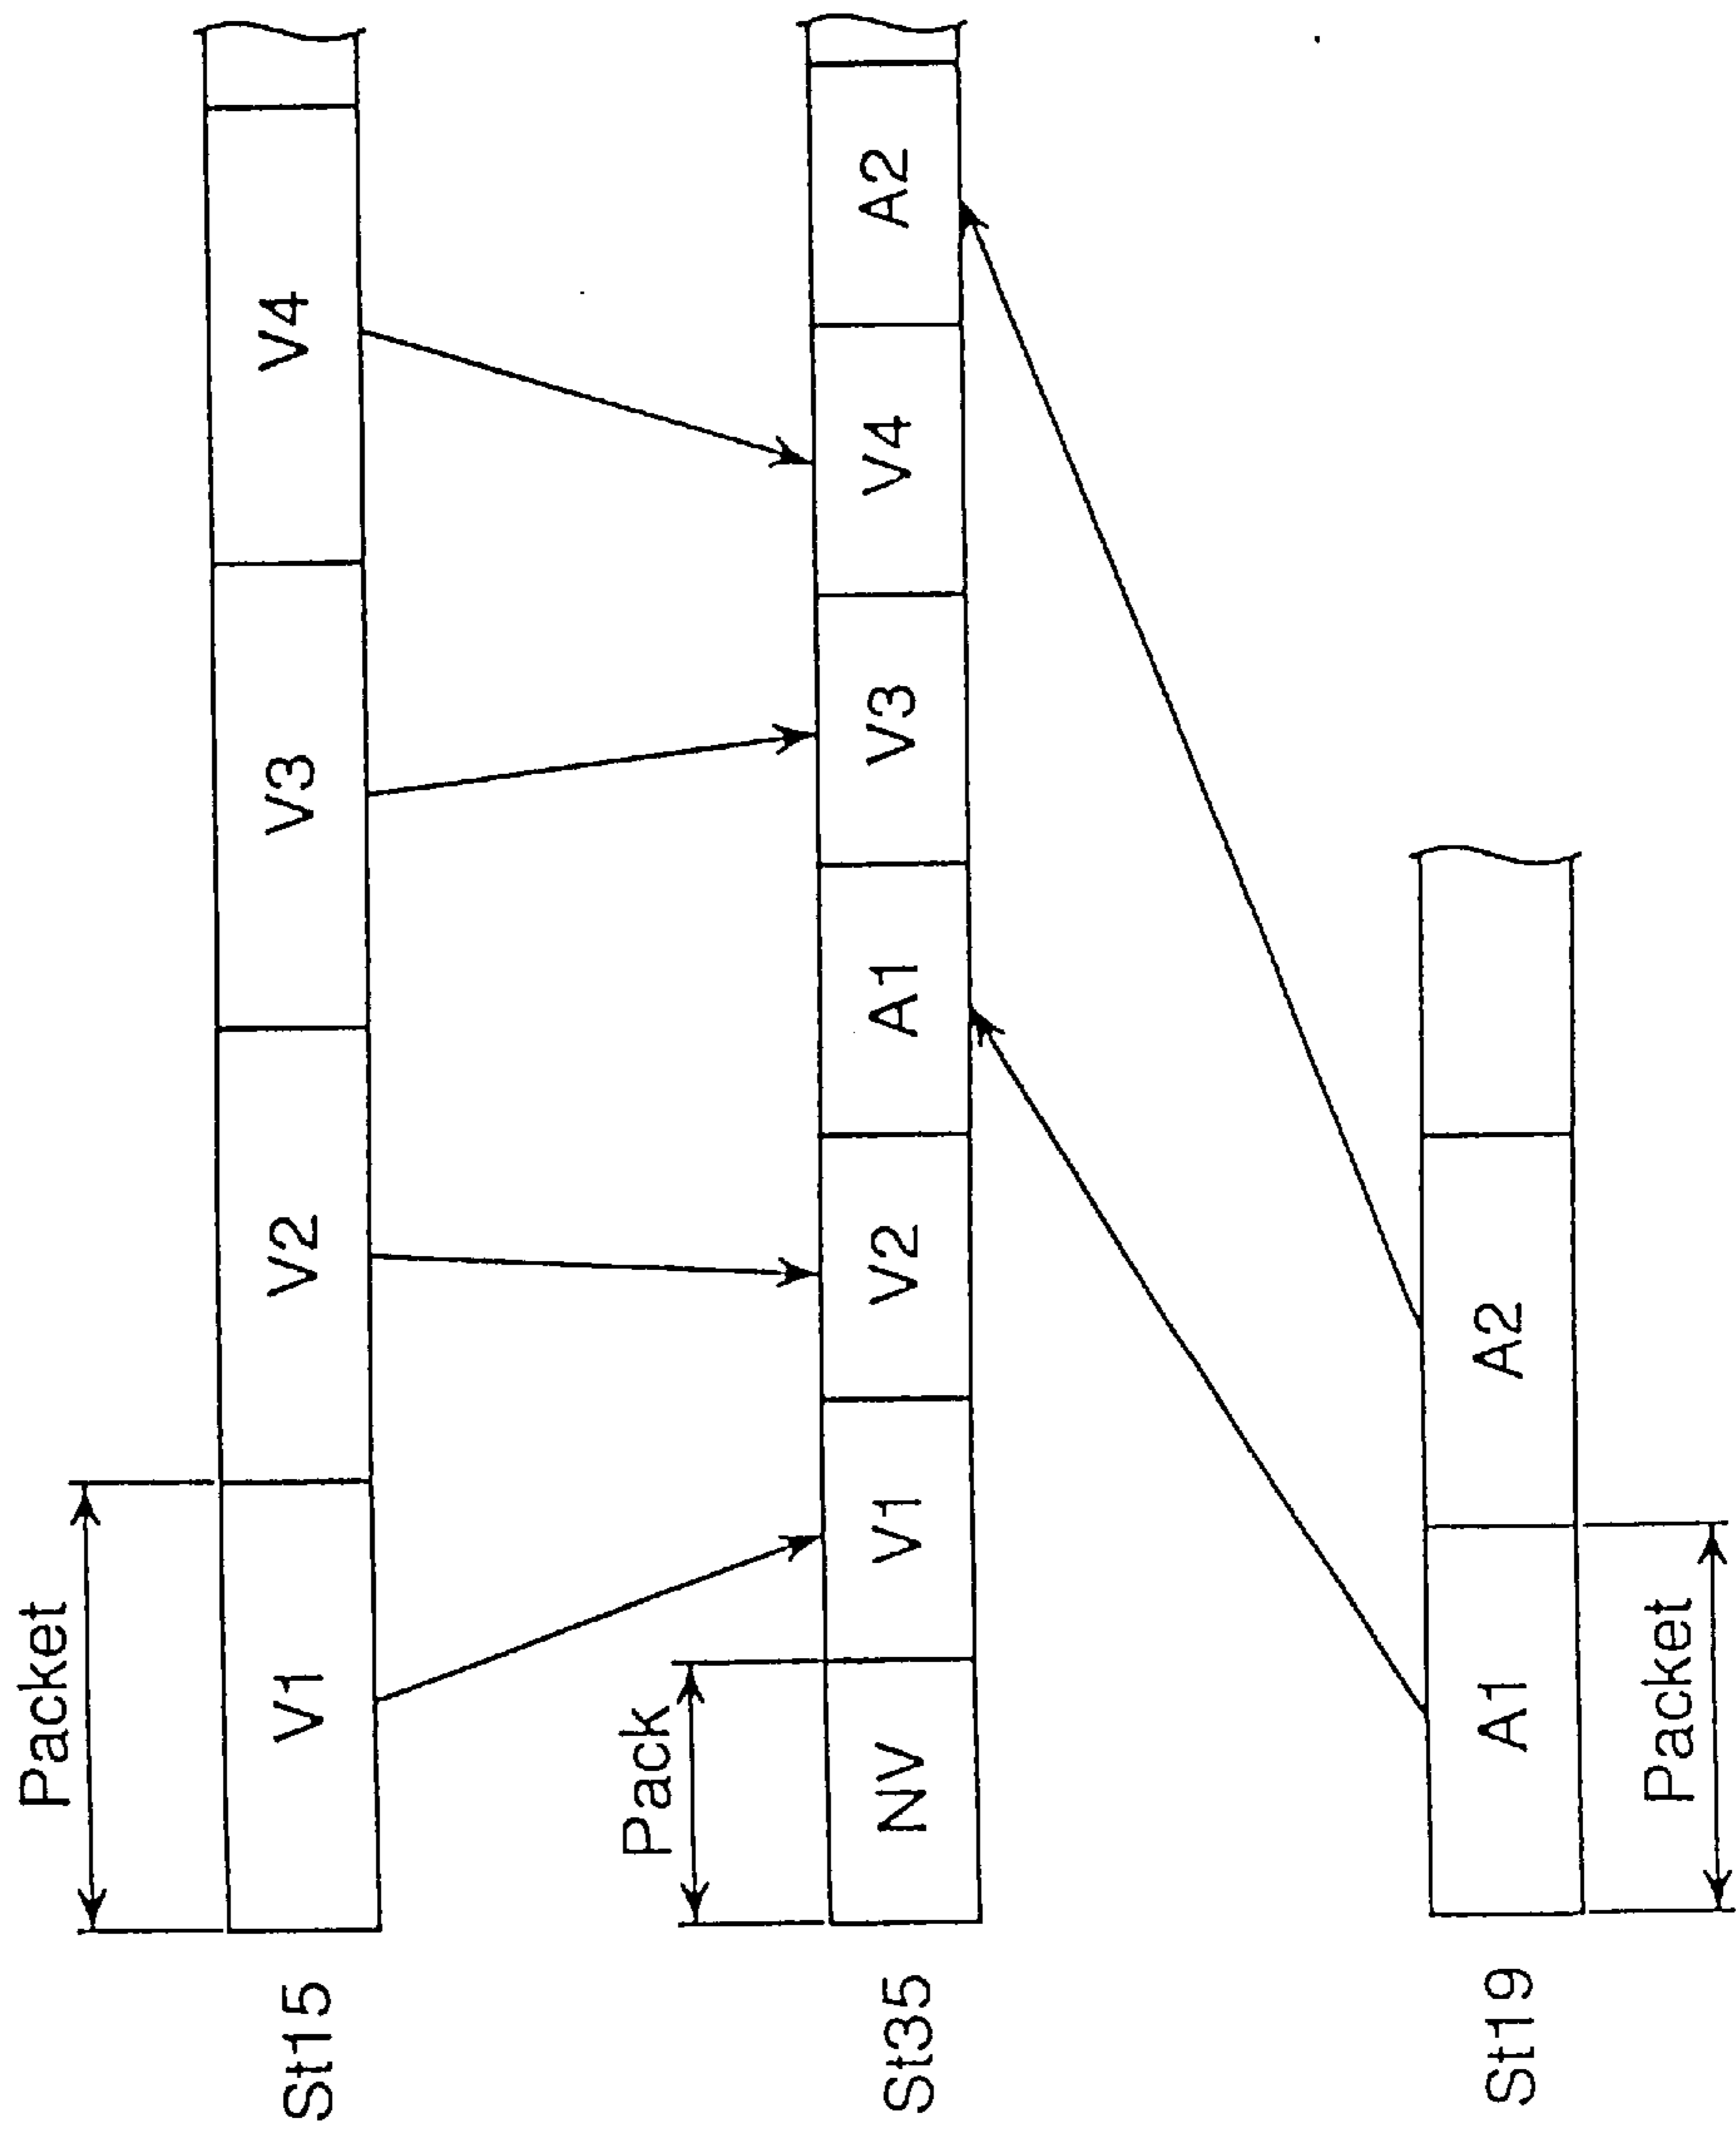 Packet
St15 V1 V2 V3 V4
Pack
St35 NV V1 V2 A1 V3 V4 A2
St19 A1 A2
Packet